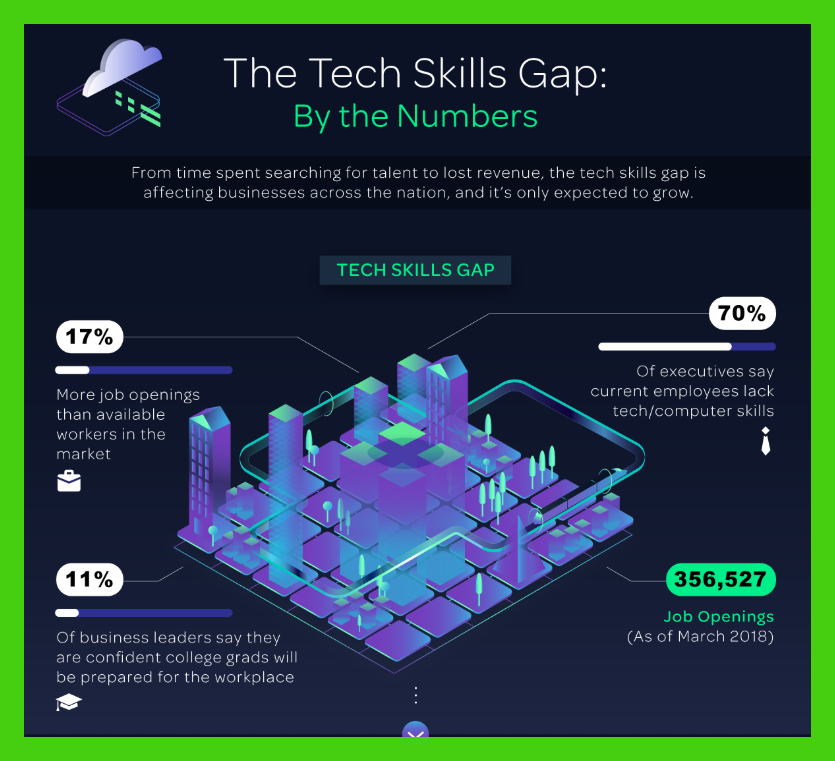 The Tech Skills Gap:
By the Numbers
From time spent searching for talent to lost revenue, the tech skills gap is
affecting businesses across the nation, and it's only expected to grow.
TECH SKILLS GAP
17%
More job openings
than available
workers in the
market
70%
Of executives say
current employees lack
tech/computer skills
11%
Of business leaders say they
are confident college grads will
be prepared for the workplace
356,527
Job Openings
(As of March 2018)